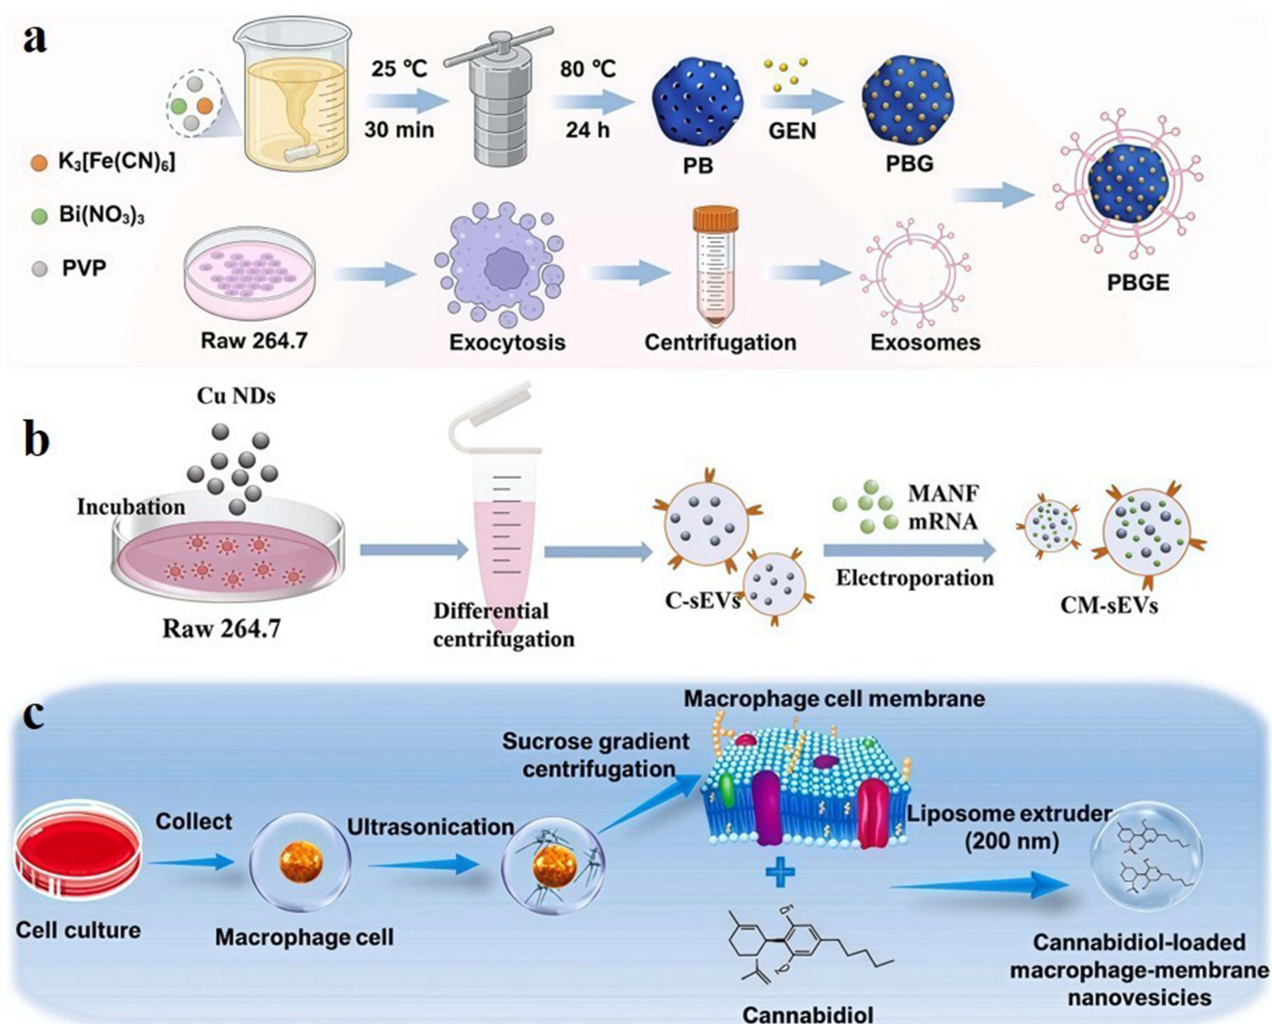 a
25 ℃
30 min
80 ℃
24 h
PB
GEN
PBG
K₃[Fe(CN)₆]
Bi(NO₃)₃
PVP
PBGE
Raw 264.7
Exocytosis
Centrifugation
Exosomes
b
Cu NDs
Incubation
Raw 264.7
Differential
centrifugation
C-sEVs
MANF
mRNA
Electroporation
CM-sEVs
c
Cell culture
Collect
Macrophage cell
Ultrasonication
Sucrose gradient
centrifugation
Macrophage cell membrane
Cannabidiol
Liposome extruder
(200 nm)
Cannabidiol-loaded
macrophage-membrane
nanovesicies